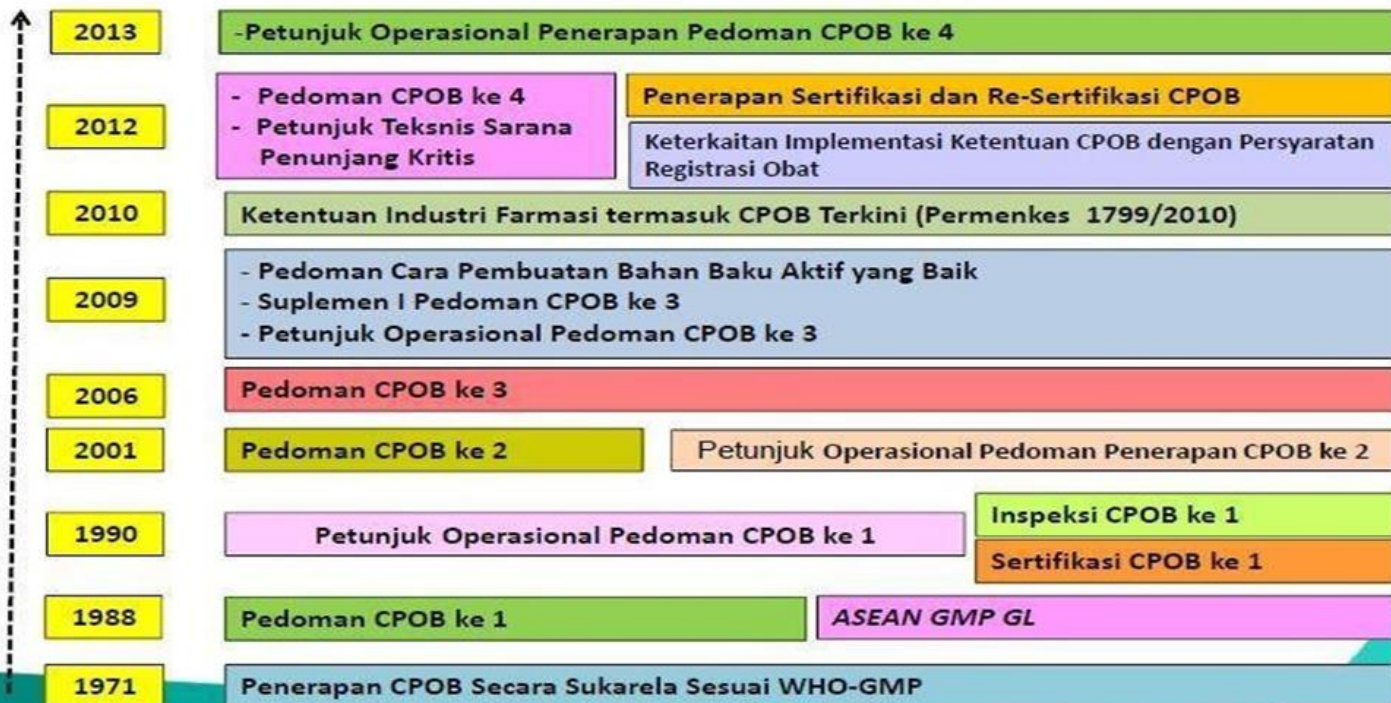 2013
-Petunjuk Operasional Penerapan Pedoman CPOB ke 4
2012
- Pedoman CPOB ke 4
- Petunjuk Teksnis Sarana
Penunjang Kritis
Penerapan Sertifikasi dan Re-Sertifikasi CPOB
Keterkaitan Implementasi Ketentuan CPOB dengan Persyaratan
Registrasi Obat
2010
Ketentuan Industri Farmasi termasuk CPOB Terkini (Permenkes 1799/2010)
2009
- Pedoman Cara Pembuatan Bahan Baku Aktif yang Baik
- Suplemen I Pedoman CPOB ke 3
- Petunjuk Operasional Pedoman CPOB ke 3
2006
Pedoman CPOB ke 3
2001
Pedoman CPOB ke 2
Petunjuk Operasional Pedoman Penerapan CPOB ke 2
1990
Petunjuk Operasional Pedoman CPOB ke 1
Inspeksi CPOB ke 1
Sertifikasi CPOB ke 1
1988
Pedoman CPOB ke 1
ASEAN GMP GL
1971
Penerapan CPOB Secara Sukarela Sesuai WHO-GMP